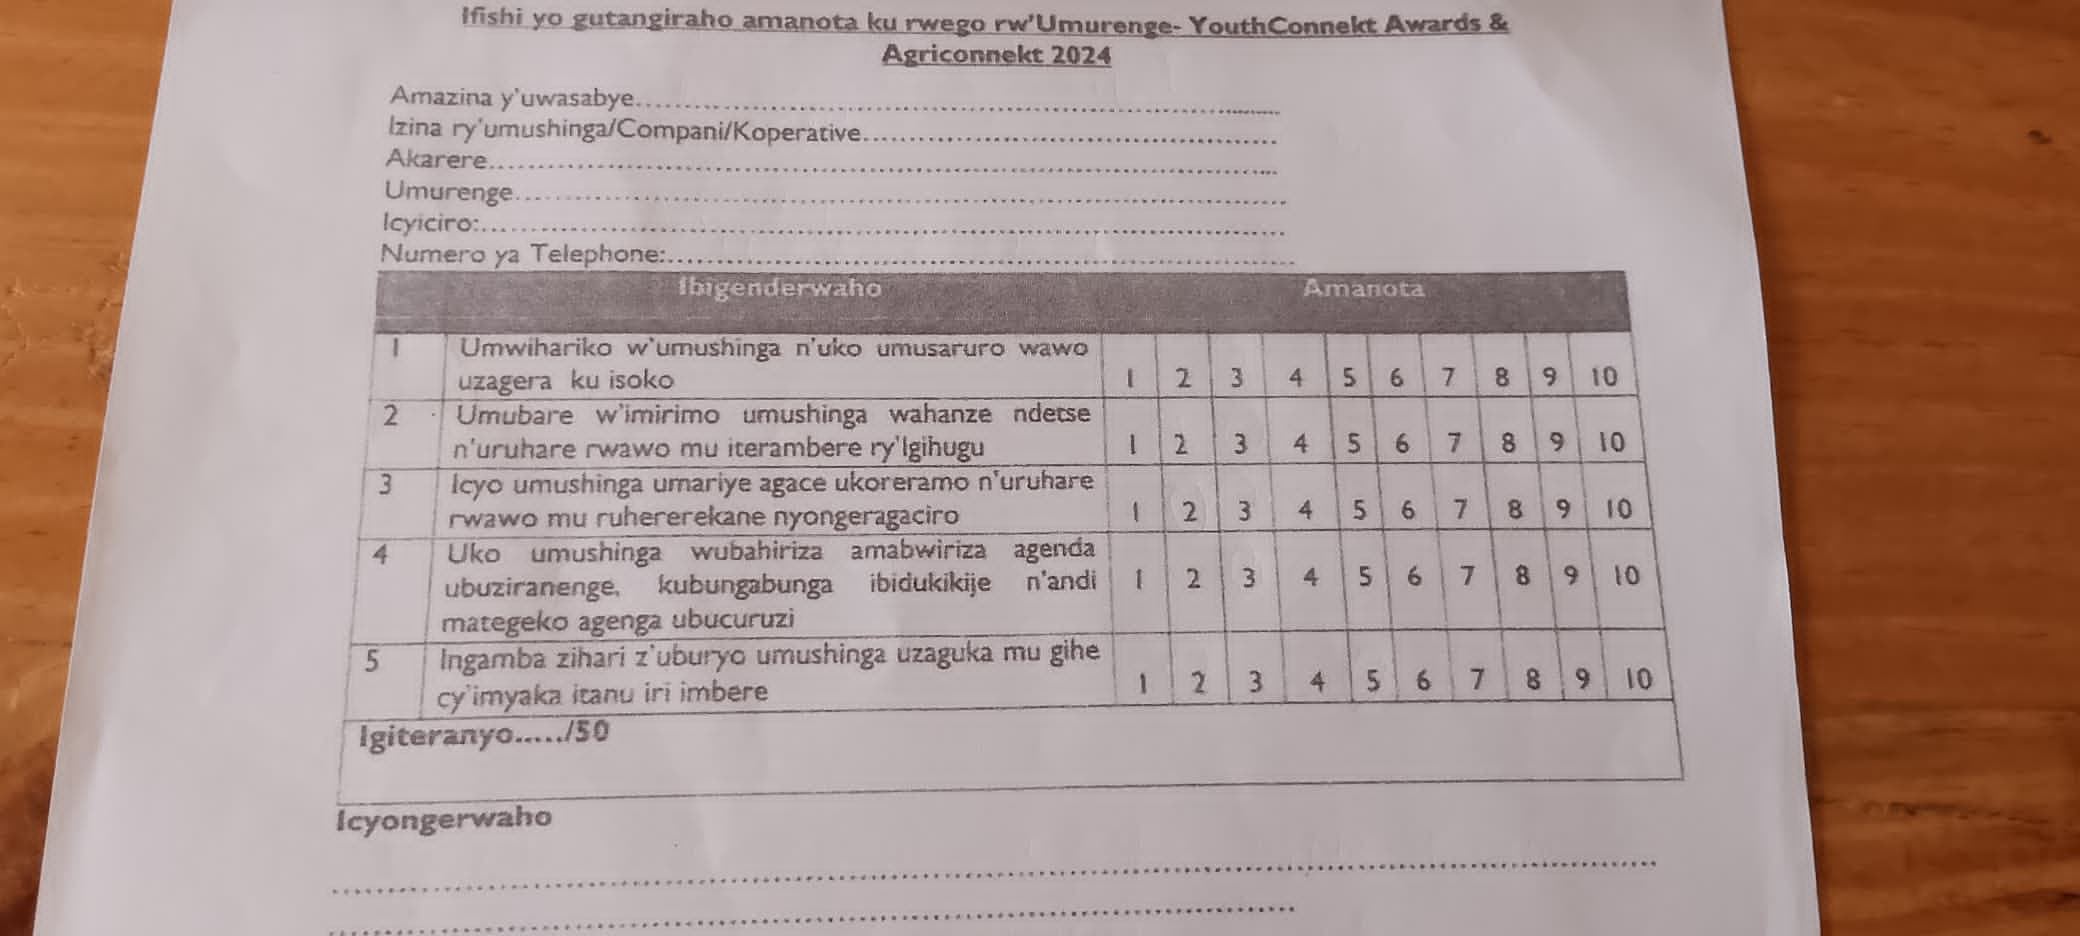 Ifishi yo gutangiraho amanota ku rwego rw'Umurenge- YouthConnekt Awards &
Agriconnekt 2024
Amazina y'uwasabye..........
Izina ry'umushinga/Compani/Koperative..........
Akarere..........
Umurenge..........
Icyiciro:..........
Numero ya Telephone:..........
Ibigenderwaho Amanota
1 Umwihariko w'umushinga n'uko umusaruro wawo
uzagera ku isoko 1 2 3 4 5 6 7 8 9 10
2 Umubare w'imirimo umushinga wahanze ndetse
n'uruhare rwawo mu iterambere ry'Igihugu 1 2 3 4 5 6 7 8 9 10
3 Icyo umushinga umariye agace ukoreramo n'uruhare
rwawo mu ruhererekane nyongeragaciro 1 2 3 4 5 6 7 8 9 10
4 Uko umushinga wubahiriza amabwiriza agenda
ubuziranenge, kubungabunga ibidukikije n'andi 1 2 3 4 5 6 7 8 9 10
mategeko agenga ubucuruzi
5 Ingamba zihari z'uburyo umushinga uzaguka mu gihe
cy'imyaka itanu iri imbere 1 2 3 4 5 6 7 8 9 10
Igiteranyo...../50
Icyongerwaho